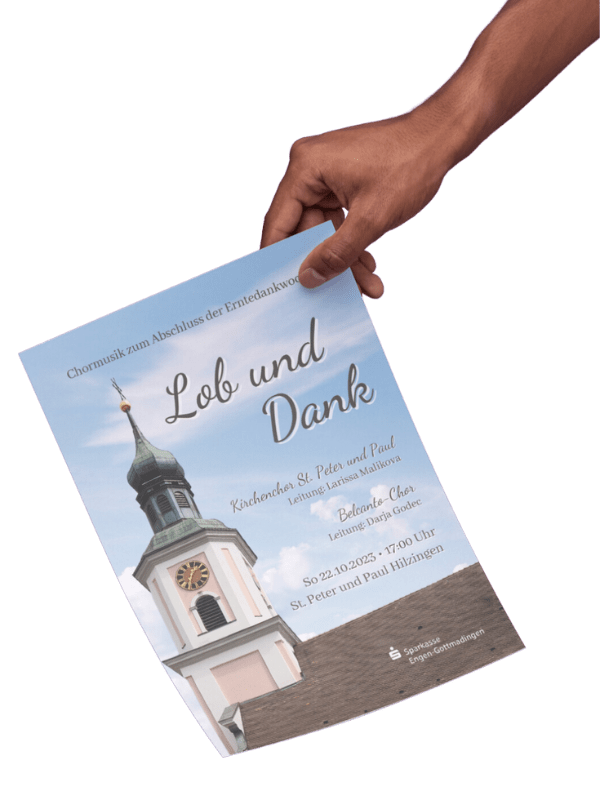 Chormusik zum Abschluss der Erntedankwoc
Lob und
Dank
Kirchenchor St. Peter und Paul
Leitung: Larissa Malikova
Belcanto-Chor
Leitung: Darja Godec
So 22.10.2023 • 17:00 Uhr
St. Peter und Paul Hilzingen
Sparkasse
Engen-Gottmadingen